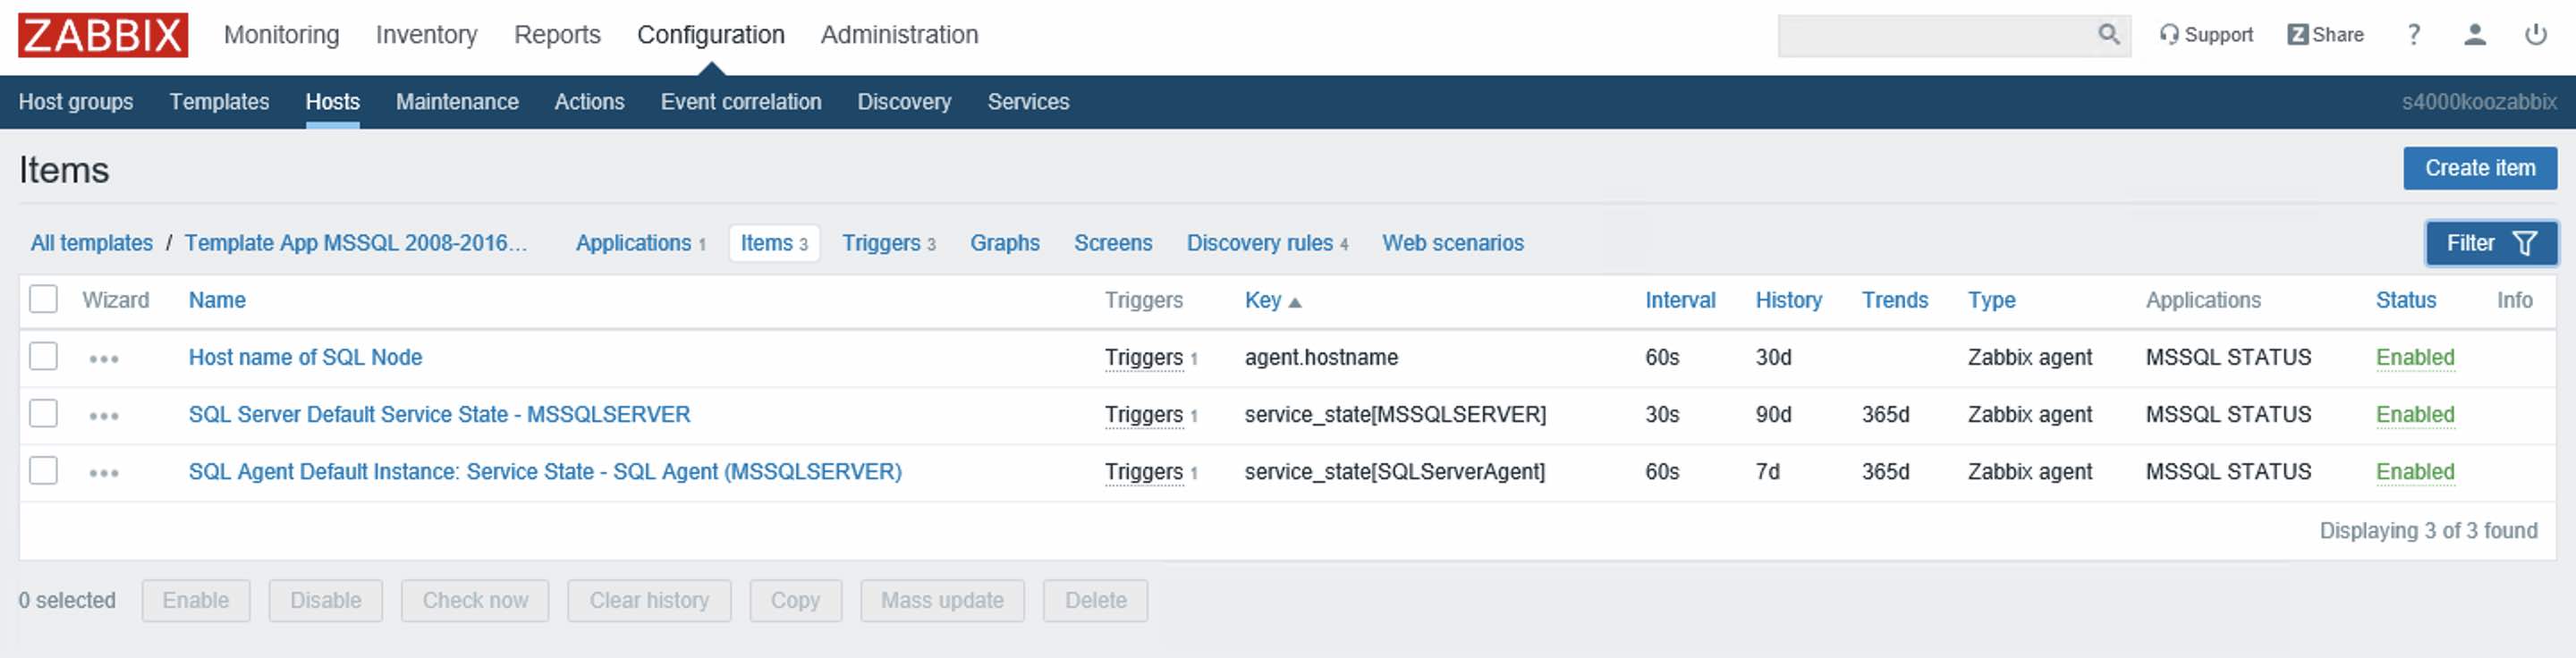 ZABBIX Monitoring Inventory Reports Configuration Administration Support Z Share ?
Host groups Templates Hosts Maintenance Actions Event correlation Discovery Services s4000koozabbix
Items Create item
All templates / Template App MSSQL 2008-2016... Applications 1 Items 3 Triggers 3 Graphs Screens Discovery rules 4 Web scenarios Filter
Wizard Name Triggers Key ▲ Interval History Trends Type Applications Status Info
••• Host name of SQL Node Triggers 1 agent.hostname 60s 30d Zabbix agent MSSQL STATUS Enabled
••• SQL Server Default Service State - MSSQLSERVER Triggers 1 service_state[MSSQLSERVER] 30s 90d 365d Zabbix agent MSSQL STATUS Enabled
••• SQL Agent Default Instance: Service State - SQL Agent (MSSQLSERVER) Triggers 1 service_state[SQLServerAgent] 60s 7d 365d Zabbix agent MSSQL STATUS Enabled
Displaying 3 of 3 found
0 selected Enable Disable Check now Clear history Copy Mass update Delete